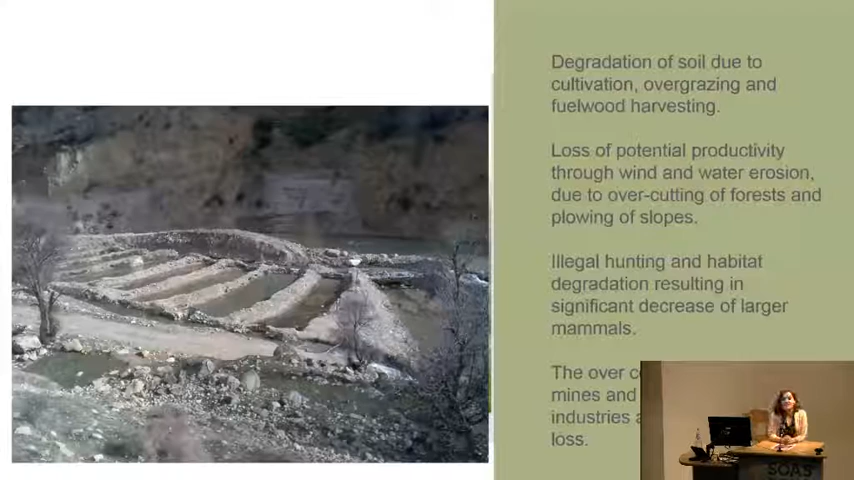 Degradation of soil due to
cultivation, overgrazing and
fuelwood harvesting.
Loss of potential productivity
through wind and water erosion,
due to over-cutting of forests and
plowing of slopes.
Illegal hunting and habitat
degradation resulting in
significant decrease of larger
mammals.
The over
mines and
industries
loss.
SOAS